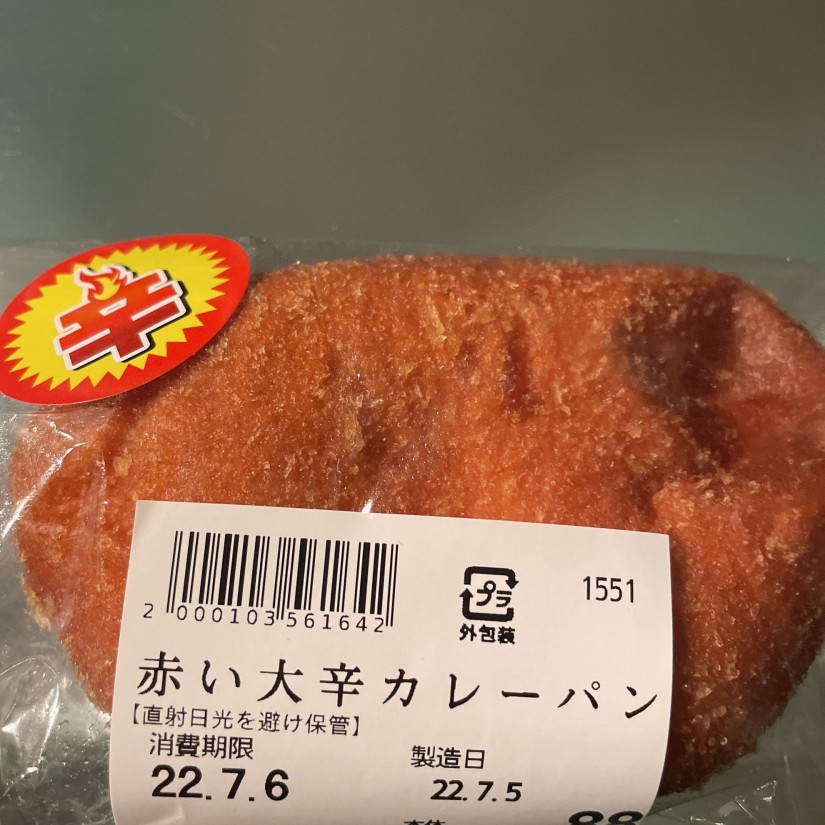 辛
2 000103 561642
プラ
外包装
1551
赤い大辛カレーパン
【直射日光を避け保管】
消費期限
製造日
22.7.6
22.7.5